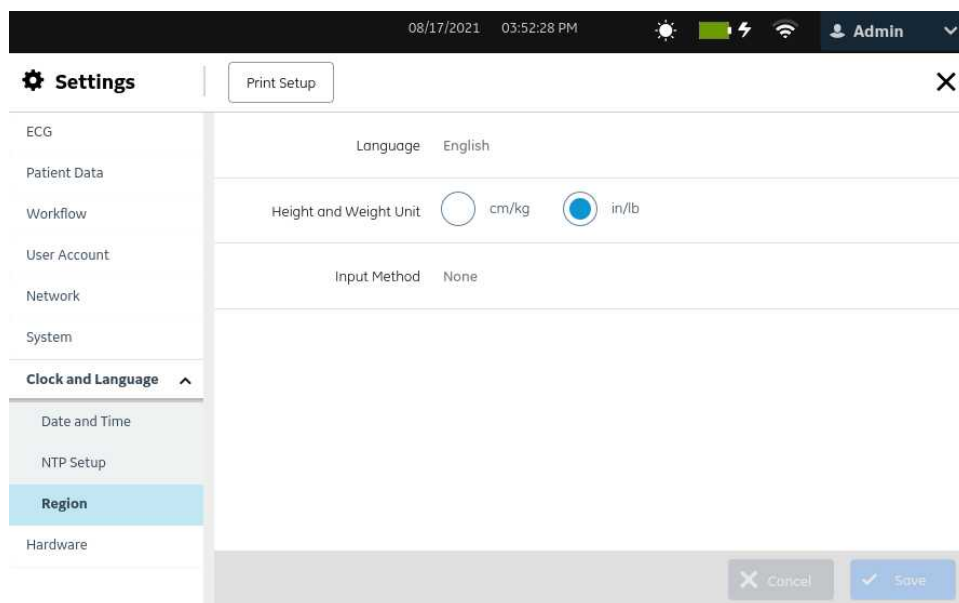 08/17/2021 03:52:28 PM Admin
Settings Print Setup
ECG
Language English
Patient Data
Workflow
Height and Weight Unit cm/kg in/lb
User Account
Input Method None
Network
System
Clock and Language
Date and Time
NTP Setup
Region
Hardware
Cancel Save